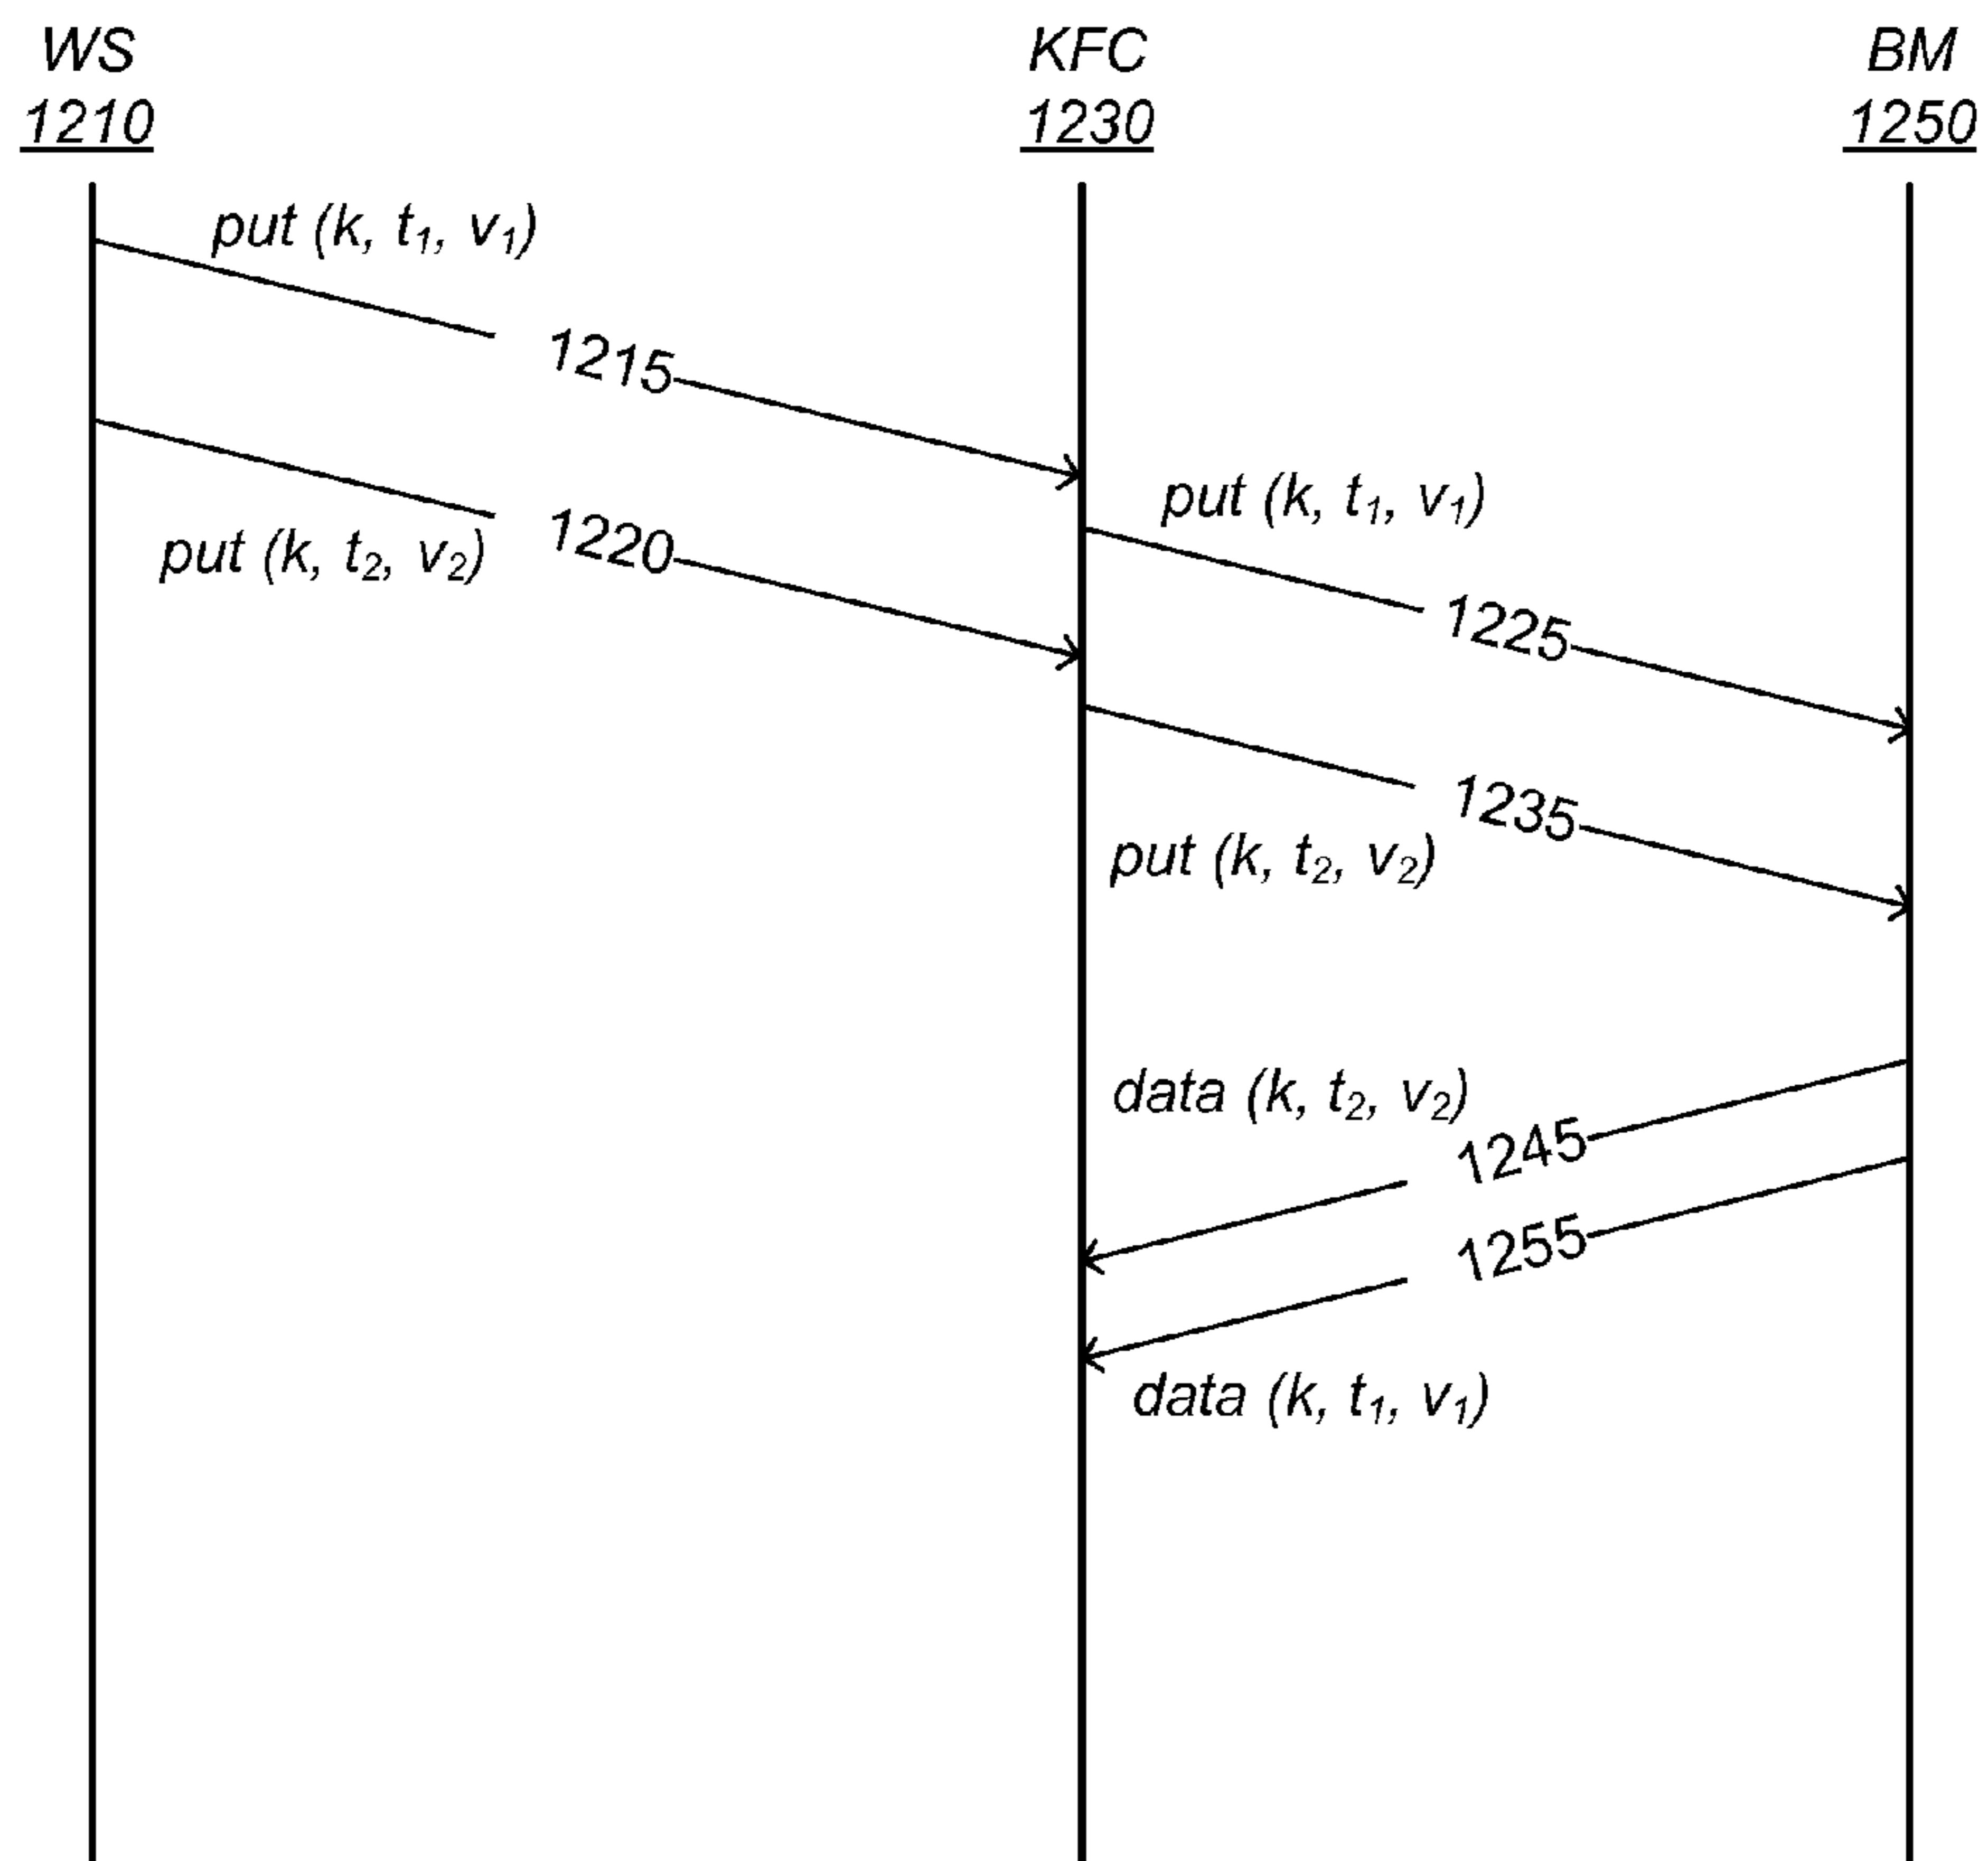 WS KFC BM
1210 1230 1250
put (k, t₁, v₁)
1215
put (k, t₁, v₁)
put (k, t₂, v₂) 1220
1225
1235
put (k, t₂, v₂)
data (k, t₂, v₂)
1245
1255
data (k, t₁, v₁)